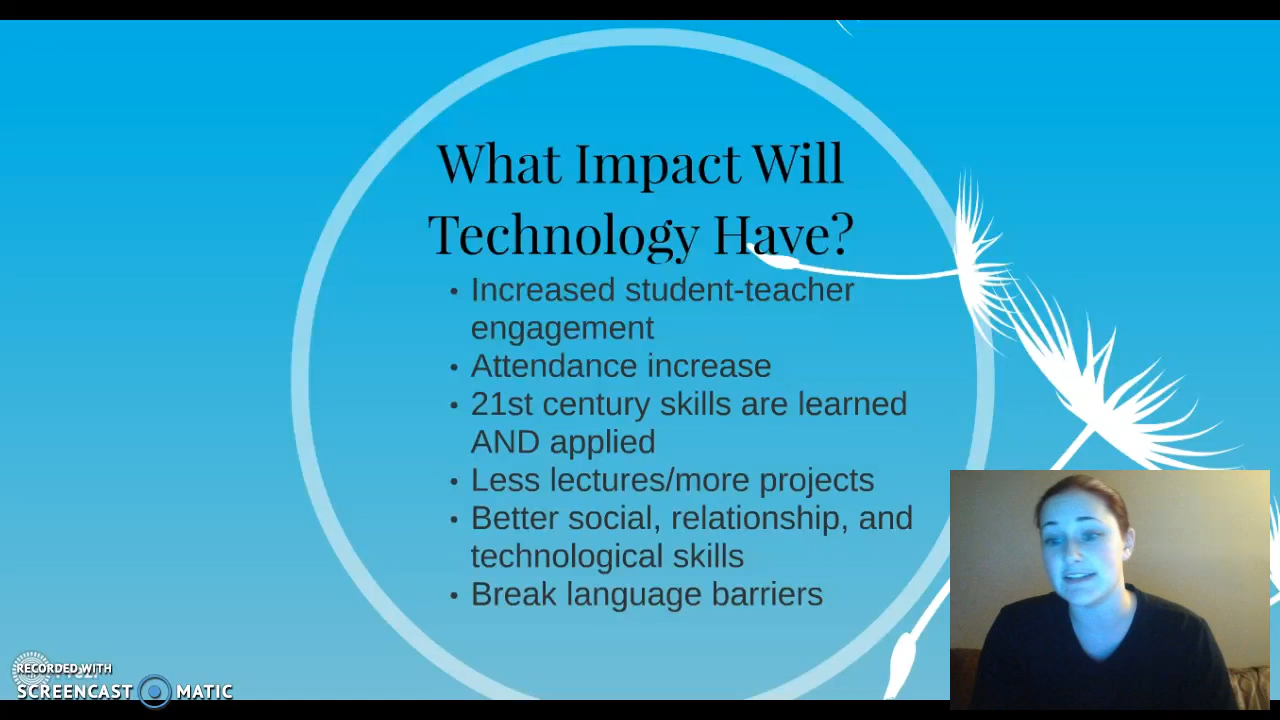 What Impact Will
Technology Have?
• Increased student-teacher
engagement
• Attendance increase
• 21st century skills are learned
AND applied
• Less lectures/more projects
• Better social, relationship, and
technological skills
• Break language barriers
RECORDED WITH
SCREENCAST MATIC